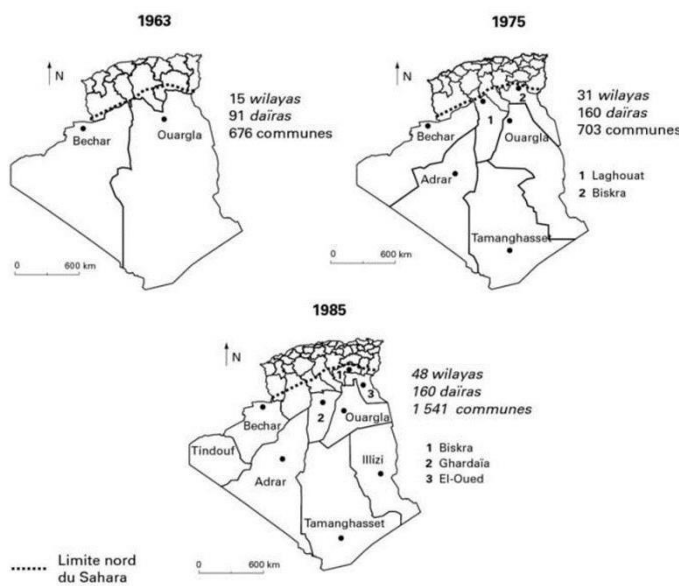 1963
N
15 wilayas
91 daïras
676 communes
Bechar
Ouargla
0 600 km
1975
N
31 wilayas
160 daïras
703 communes
1 Laghouat
2 Biskra
Bechar
1
2
Ouargla
Adrar
Tamanghasset
0 600 km
1985
N
48 wilayas
160 daïras
1 541 communes
1 Biskra
2 Ghardaïa
3 El-Oued
1
2
3
Bechar
Ouargla
Tindouf
Adrar
Illizi
Tamanghasset
0 600 km
Limite nord
du Sahara